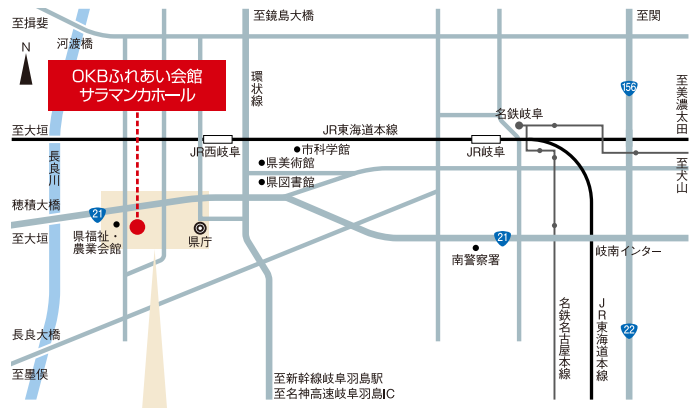 至揖斐
至鏡島大橋
至関
河渡橋
N
OKBふれあい会館
サラマンカホール
環状線
156
至美濃太田
名鉄岐阜
至大垣
JR東海道本線
JR西岐阜
市科学館
JR岐阜
県美術館
至犬山
長良川
県図書館
穂積大橋
21
至大垣
県福祉・
農業会館
県庁
21
南警察署
岐南インター
長良大橋
至墨俣
名鉄名古屋本線
JR東海道本線
22
至新幹線岐阜羽島駅
至名神高速岐阜羽島IC